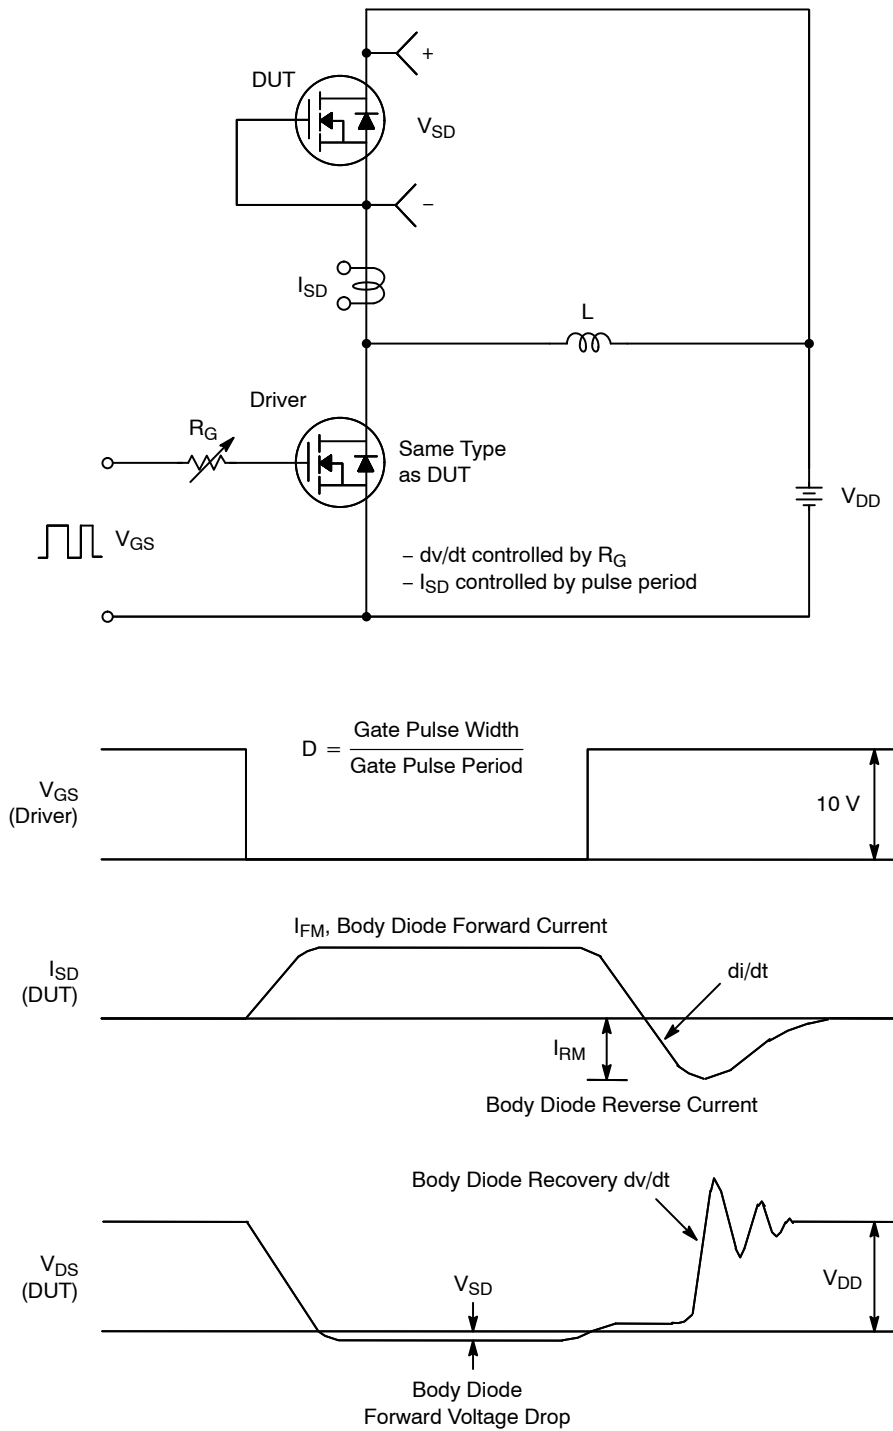 +
DUT
V_SD
−
I_SD
L
Driver
R_G
Same Type
as DUT
V_DD
V_GS
− dv/dt controlled by R_G
− I_SD controlled by pulse period
D = Gate Pulse Width
Gate Pulse Period
V_GS
(Driver)
10 V
I_FM, Body Diode Forward Current
I_SD
(DUT)
di/dt
I_RM
Body Diode Reverse Current
Body Diode Recovery dv/dt
V_DS
(DUT)
V_SD
V_DD
Body Diode
Forward Voltage Drop